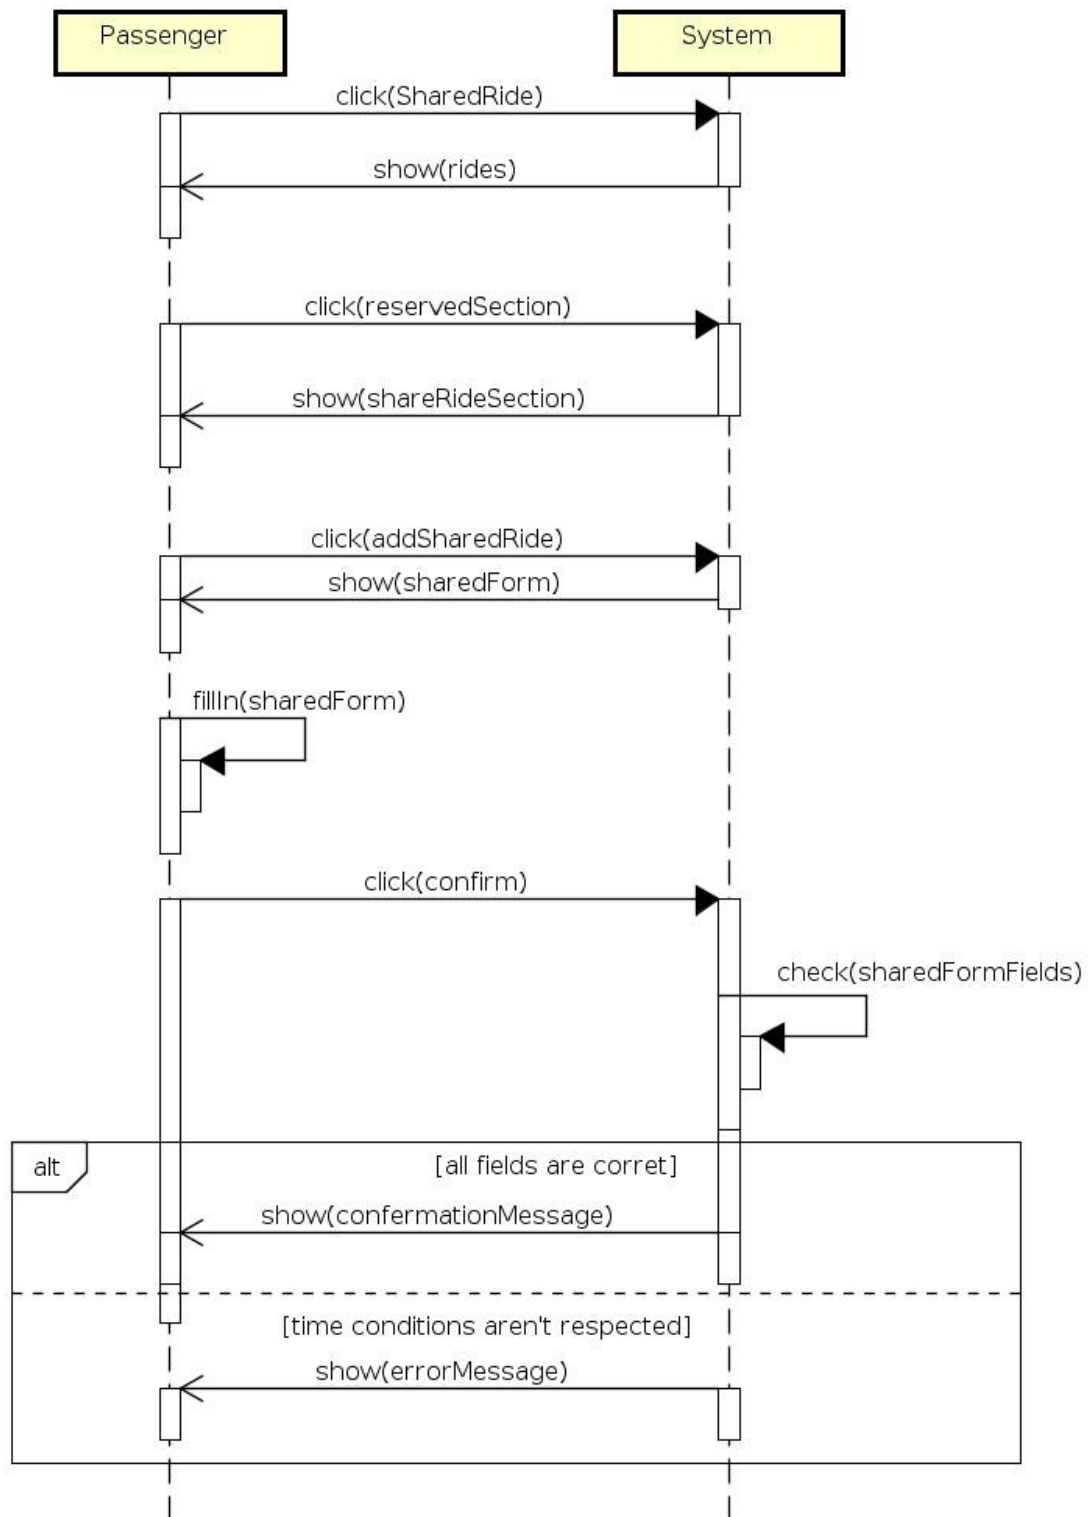 Passenger
System
click(SharedRide)
show(rides)
click(reservedSection)
show(shareRideSection)
click(addSharedRide)
show(sharedForm)
fillIn(sharedForm)
click(confirm)
check(sharedFormFields)
alt
[all fields are corret]
show(confermationMessage)
[time conditions aren't respected]
show(errorMessage)